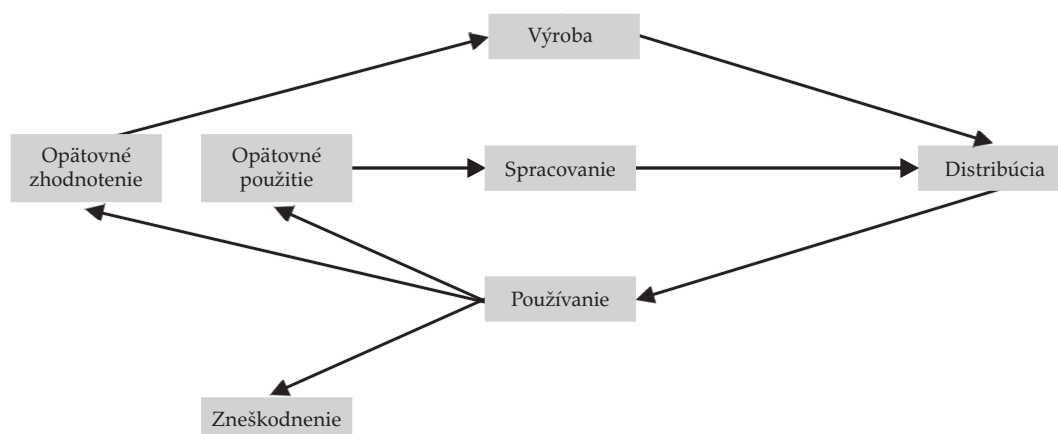 Výroba
Opätovné
zhodnotenie
Opätovné
použitie
Spracovanie
Distribúcia
Používanie
Zneškodnenie